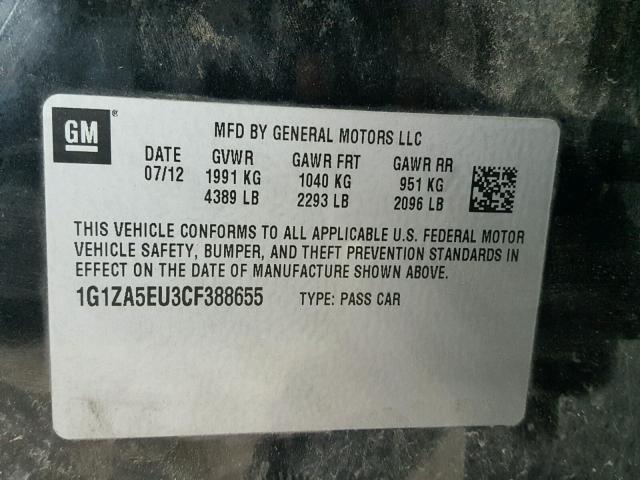 GM ®
MFD BY GENERAL MOTORS LLC
DATE GVWR GAWR FRT GAWR RR
07/12 1991 KG 1040 KG 951 KG
4389 LB 2293 LB 2096 LB
THIS VEHICLE CONFORMS TO ALL APPLICABLE U.S. FEDERAL MOTOR
VEHICLE SAFETY, BUMPER, AND THEFT PREVENTION STANDARDS IN
EFFECT ON THE DATE OF MANUFACTURE SHOWN ABOVE.
1G1ZA5EU3CF388655 TYPE: PASS CAR